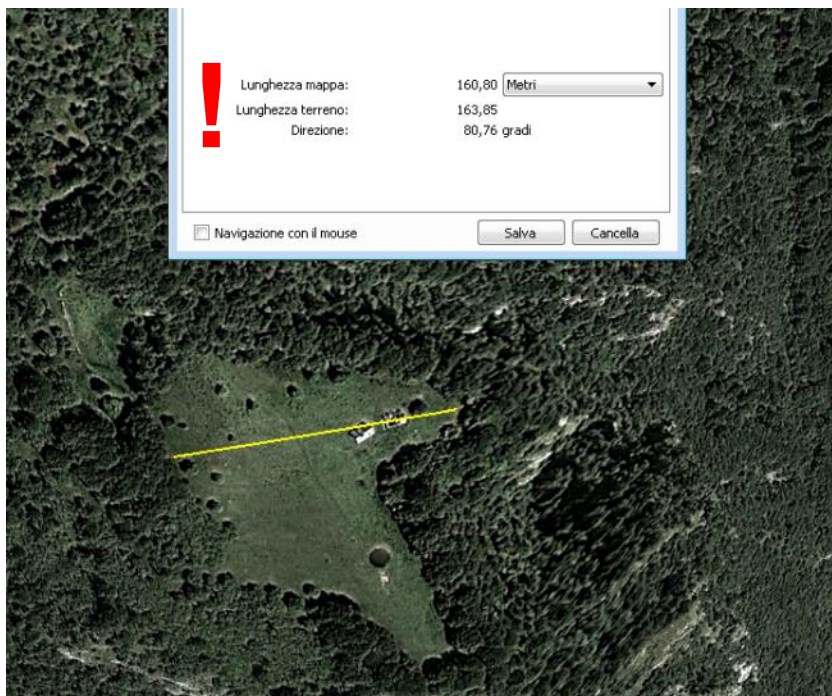 !
Lunghezza mappa: 160,80 Metri
Lunghezza terreno: 163,85
Direzione: 80,76 gradi
Navigazione con il mouse Salva Cancella